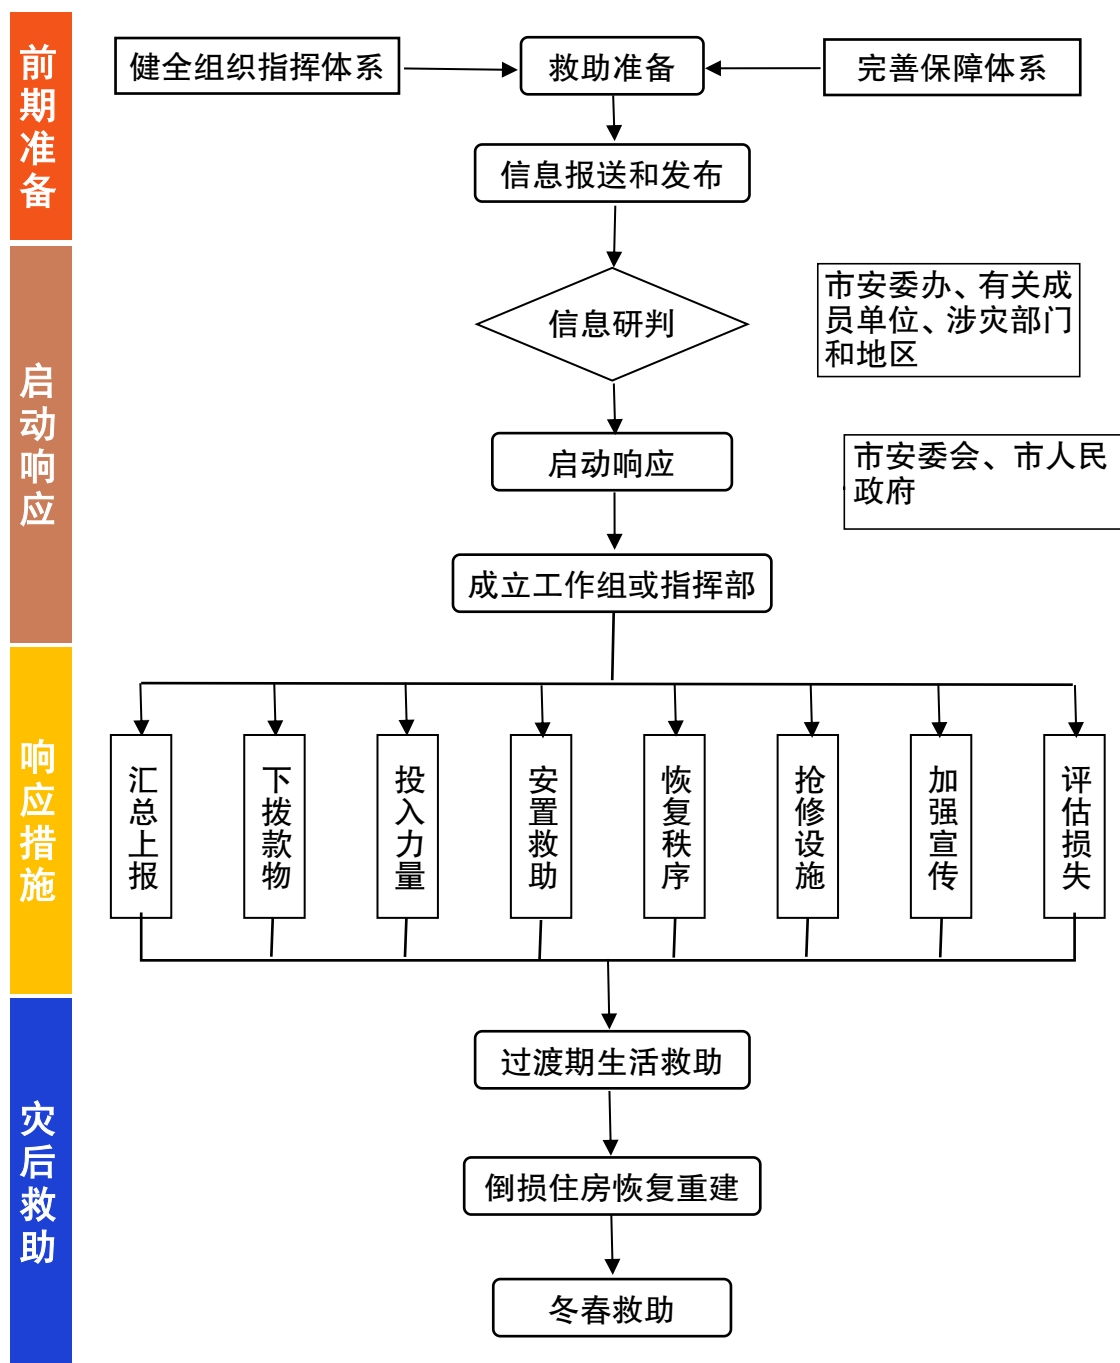 前期准备
健全组织指挥体系
救助准备
完善保障体系
信息报送和发布
启动响应
信息研判
市安委办、有关成
员单位、涉灾部门
和地区
启动响应
市安委会、市人民
政府
成立工作组或指挥部
响应措施
汇总上报
下拨款物
投入力量
安置救助
恢复秩序
抢修设施
加强宣传
评估损失
灾后救助
过渡期生活救助
倒损住房恢复重建
冬春救助